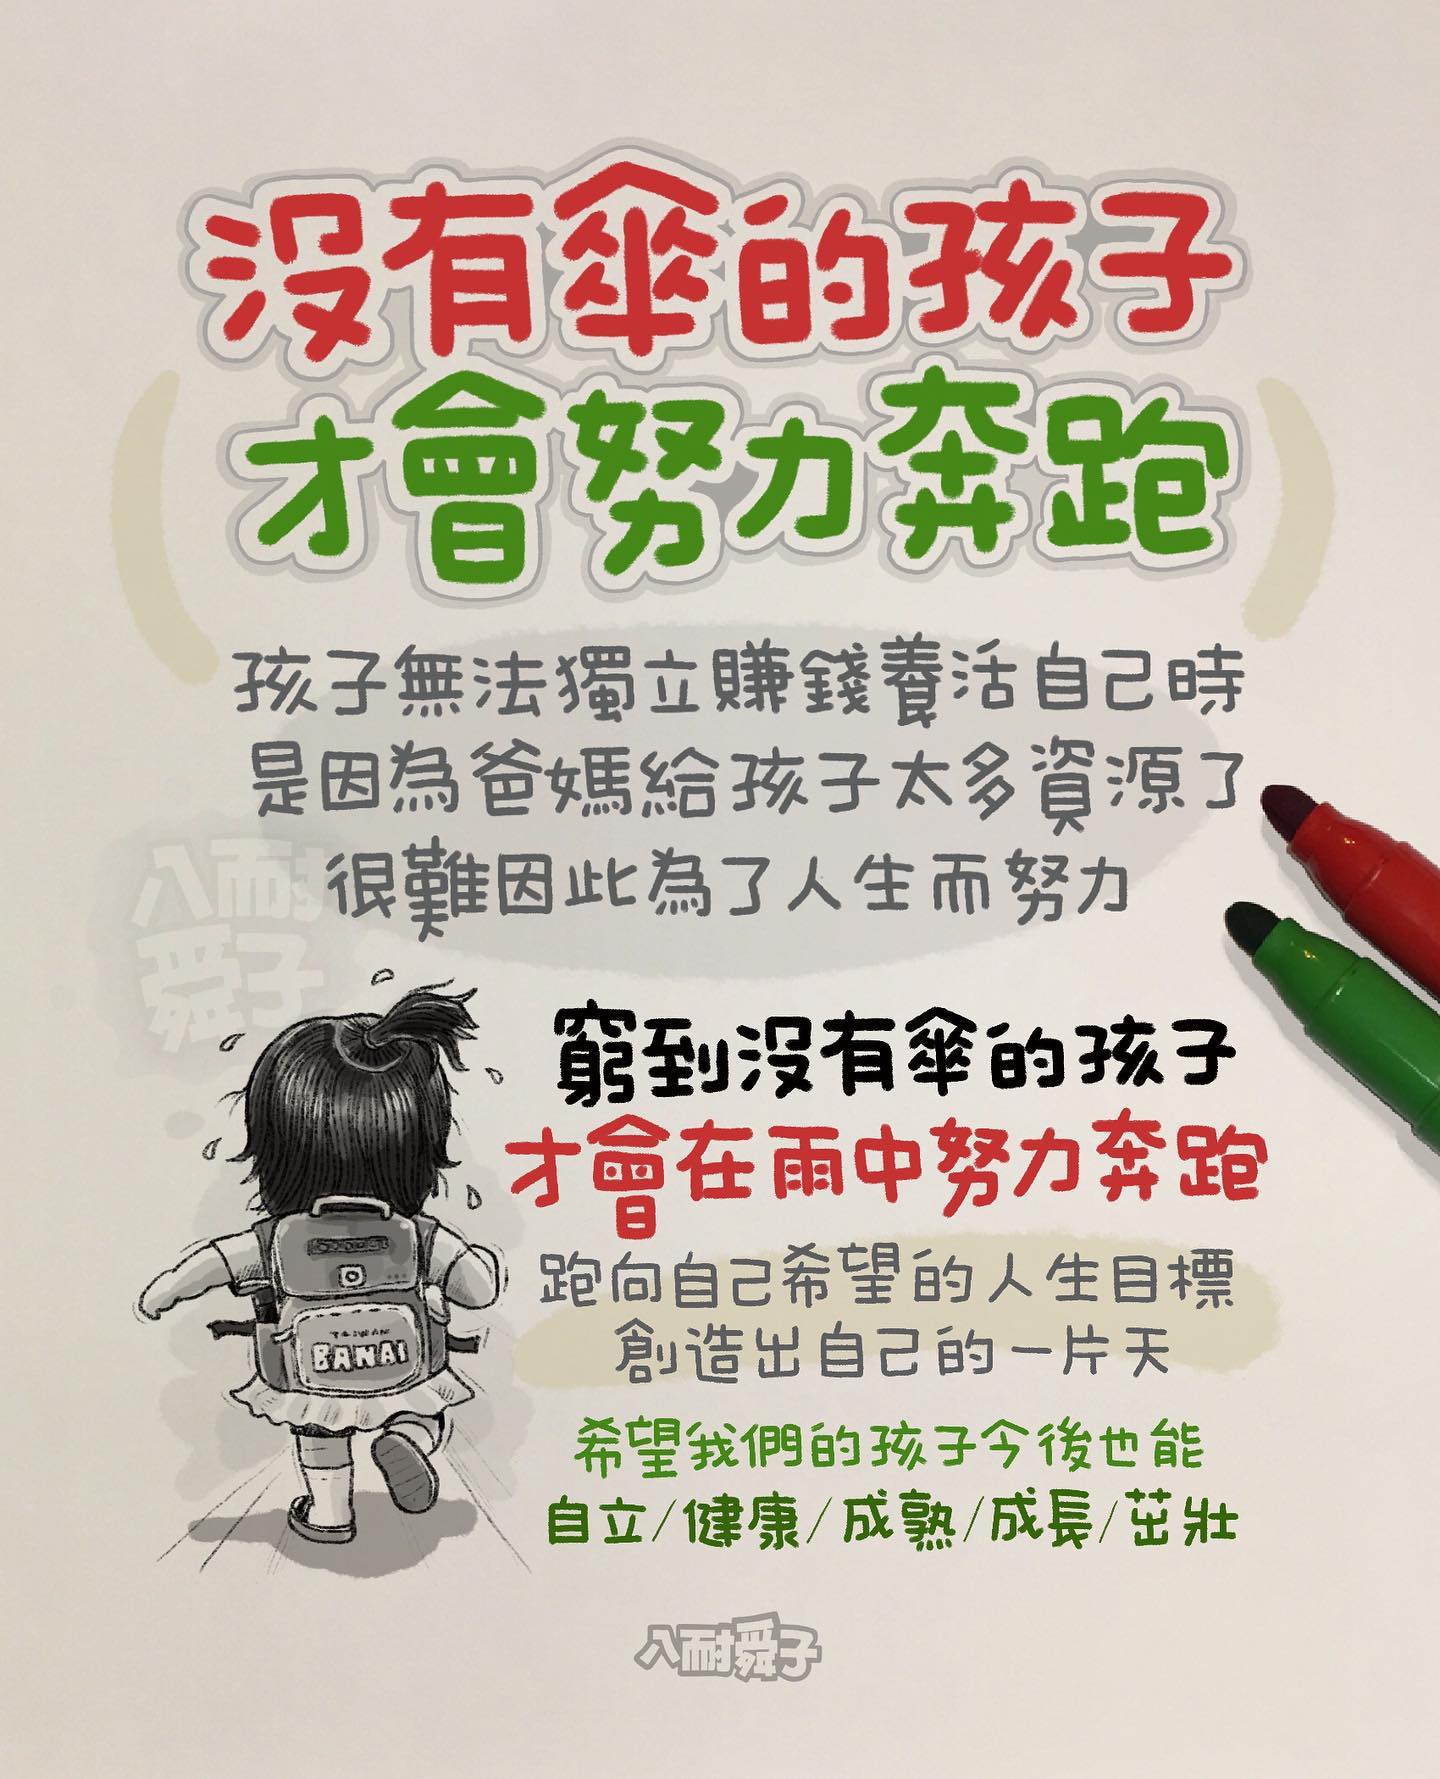 沒有傘的孩子
才會努力奔跑
孩子無法獨立賺錢養活自己時
是因為爸媽給孩子太多資源了
很難因此為了人生而努力
八耐
舜子
窮到沒有傘的孩子
才會在雨中努力奔跑
跑向自己希望的人生目標
創造出自己的一片天
TAIWAN
BANAI
希望我們的孩子今後也能
自立/健康/成熟/成長/茁壯
八耐舜子